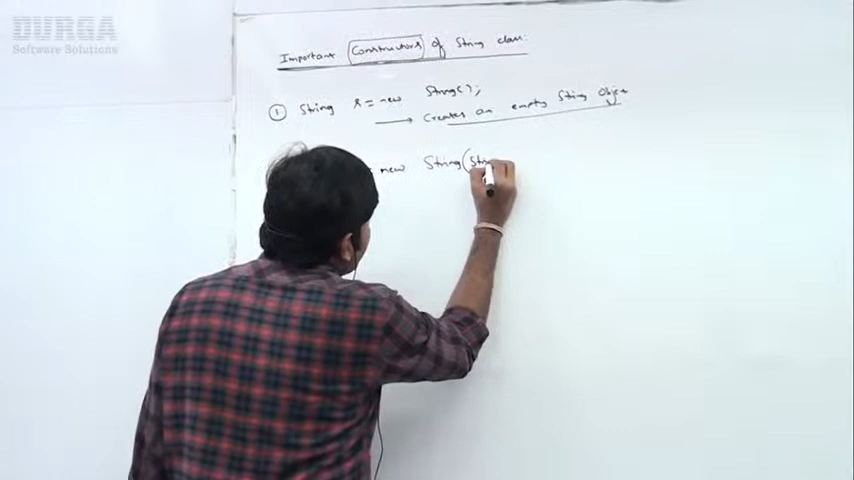 DURGA
Software Solutions
Important Constructors of String class:
① String s = new String();
→ Creates an empty String Object
= new String(Strin